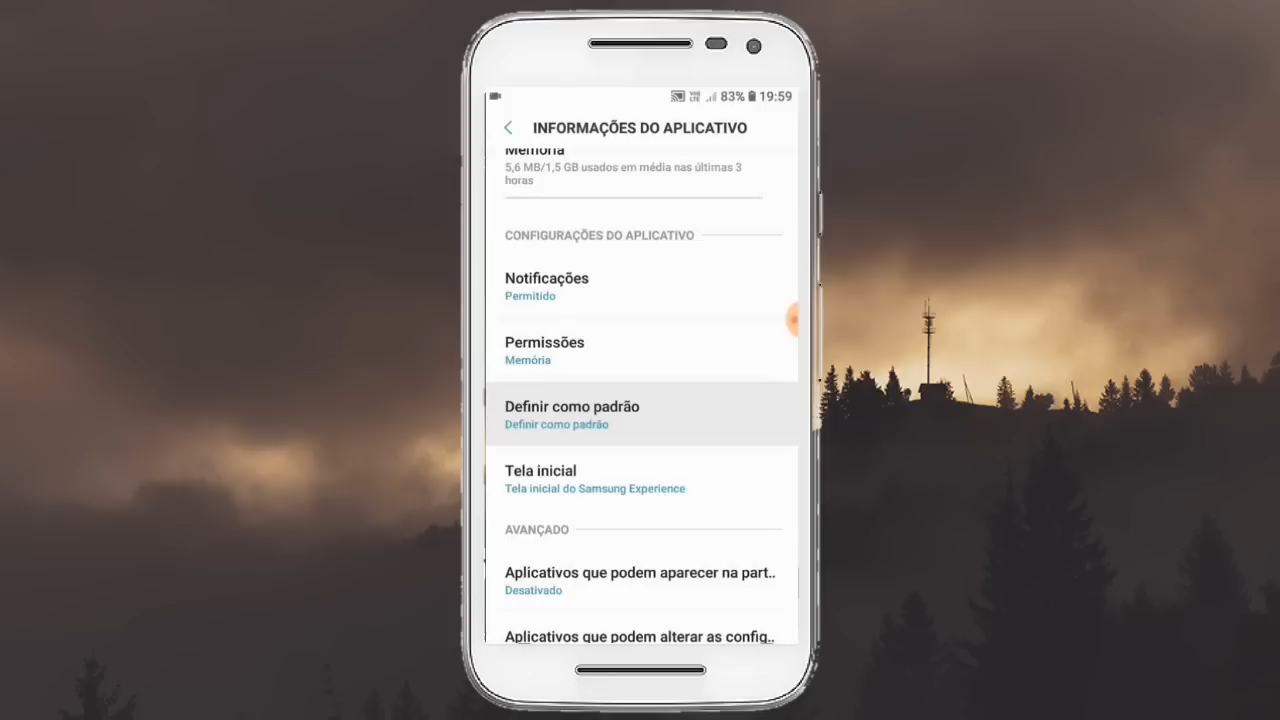 83% 19:59
INFORMAÇÕES DO APLICATIVO
Memória
5,6 MB/1,5 GB usados em média nas últimas 3
horas
CONFIGURAÇÕES DO APLICATIVO
Notificações
Permitido
Permissões
Memória
Definir como padrão
Definir como padrão
Tela inicial
Tela inicial do Samsung Experience
AVANÇADO
Aplicativos que podem aparecer na part..
Desativado
Aplicativos que podem alterar as config..